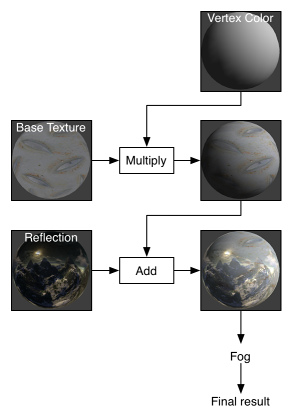 Vertex Color
Base Texture
Multiply
Reflection
Add
Fog
Final result